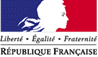 Liberté • Égalité • Fraternité
RÉPUBLIQUE FRANÇAISE